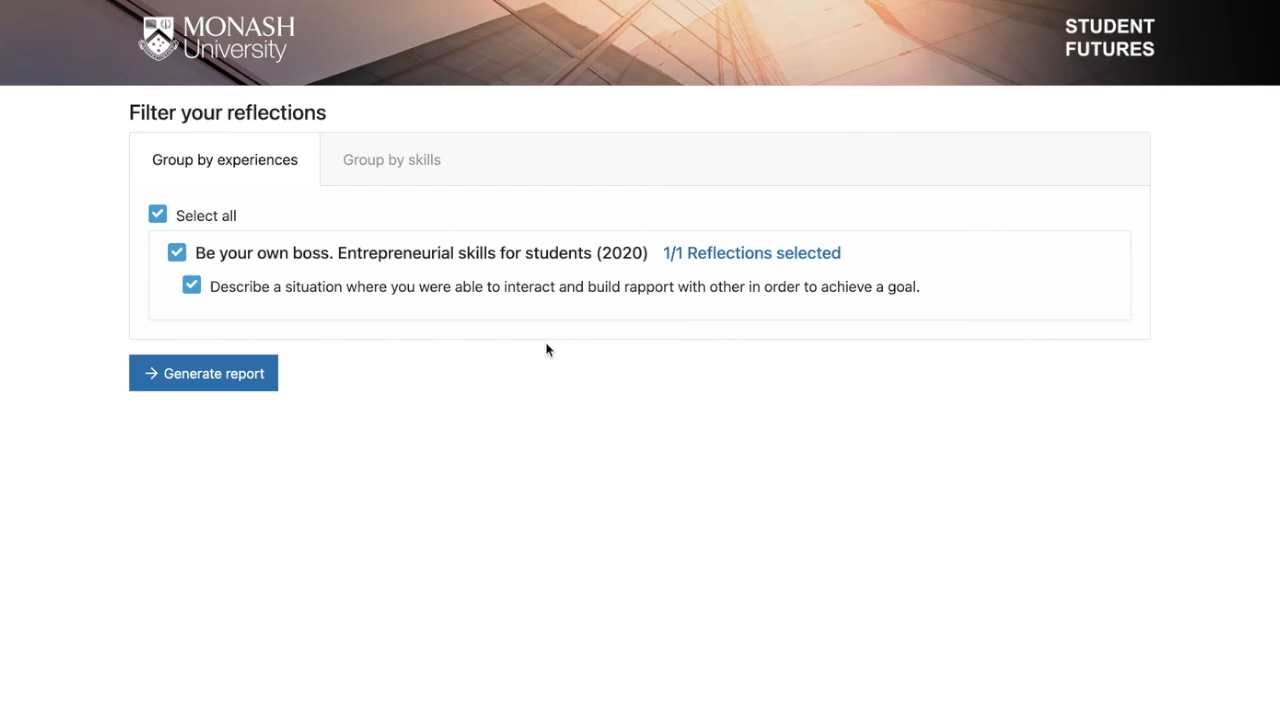 MONASH
University
STUDENT
FUTURES
Filter your reflections
Group by experiences
Group by skills
Select all
Be your own boss. Entrepreneurial skills for students (2020) 1/1 Reflections selected
Describe a situation where you were able to interact and build rapport with other in order to achieve a goal.
→ Generate report